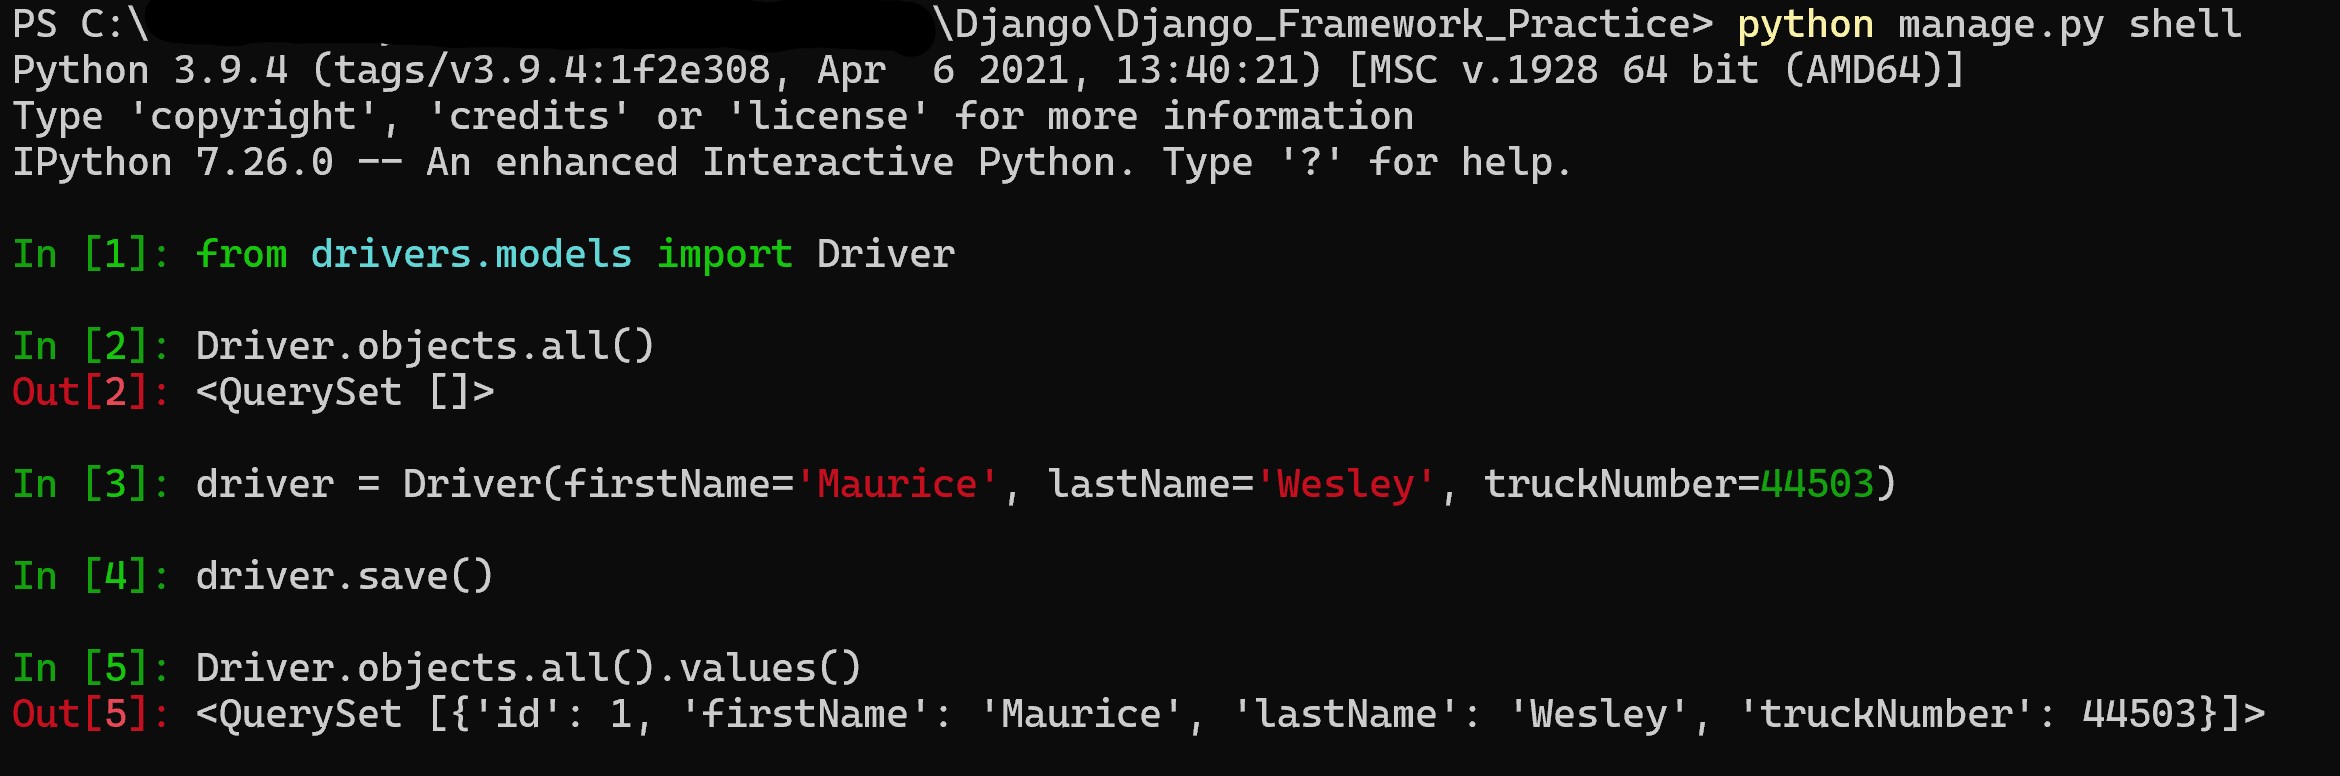 PS C:\ \Django\Django_Framework_Practice> python manage.py shell
Python 3.9.4 (tags/v3.9.4:1f2e308, Apr  6 2021, 13:40:21) [MSC v.1928 64 bit (AMD64)]
Type 'copyright', 'credits' or 'license' for more information
IPython 7.26.0 -- An enhanced Interactive Python. Type '?' for help.
In [1]: from drivers.models import Driver
In [2]: Driver.objects.all()
Out[2]: <QuerySet []>
In [3]: driver = Driver(firstName='Maurice', lastName='Wesley', truckNumber=44503)
In [4]: driver.save()
In [5]: Driver.objects.all().values()
Out[5]: <QuerySet [{'id': 1, 'firstName': 'Maurice', 'lastName': 'Wesley', 'truckNumber': 44503}]>